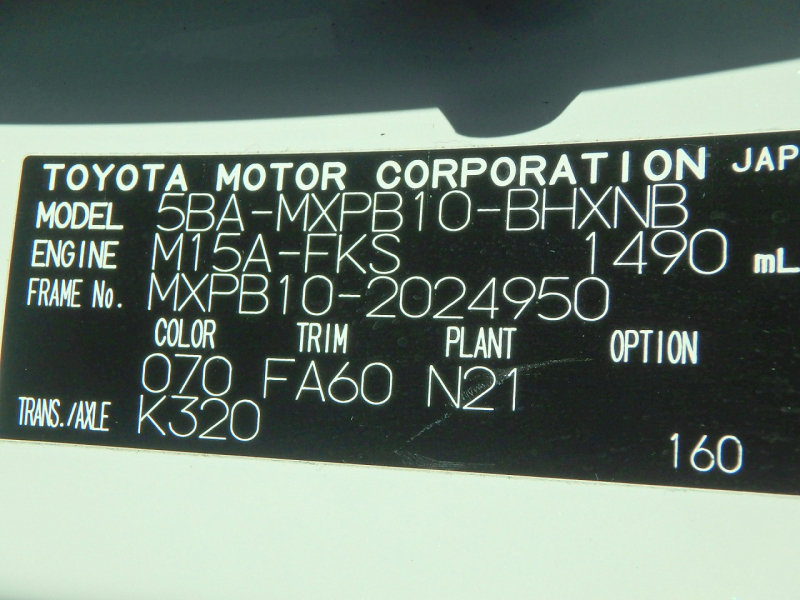 TOYOTA MOTOR CORPORATION JAP
MODEL 5BA-MXPB10-BHXNB
ENGINE M15A-FKS 1490 mL
FRAME No. MXPB10-2024950
COLOR TRIM PLANT OPTION
070 FA60 N21
TRANS./AXLE K320
160